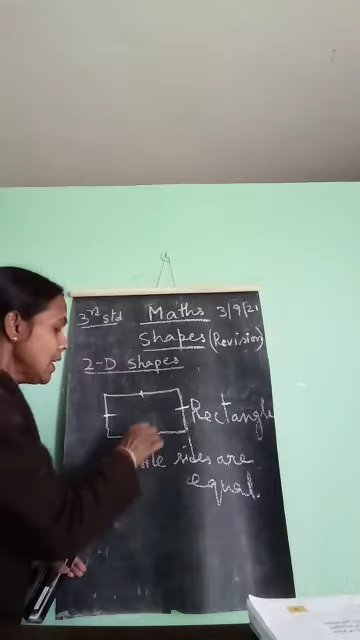 3rd std Maths 3/9/21
Shapes (Revision)
2-D shapes
Rectangle
sides are
equal.